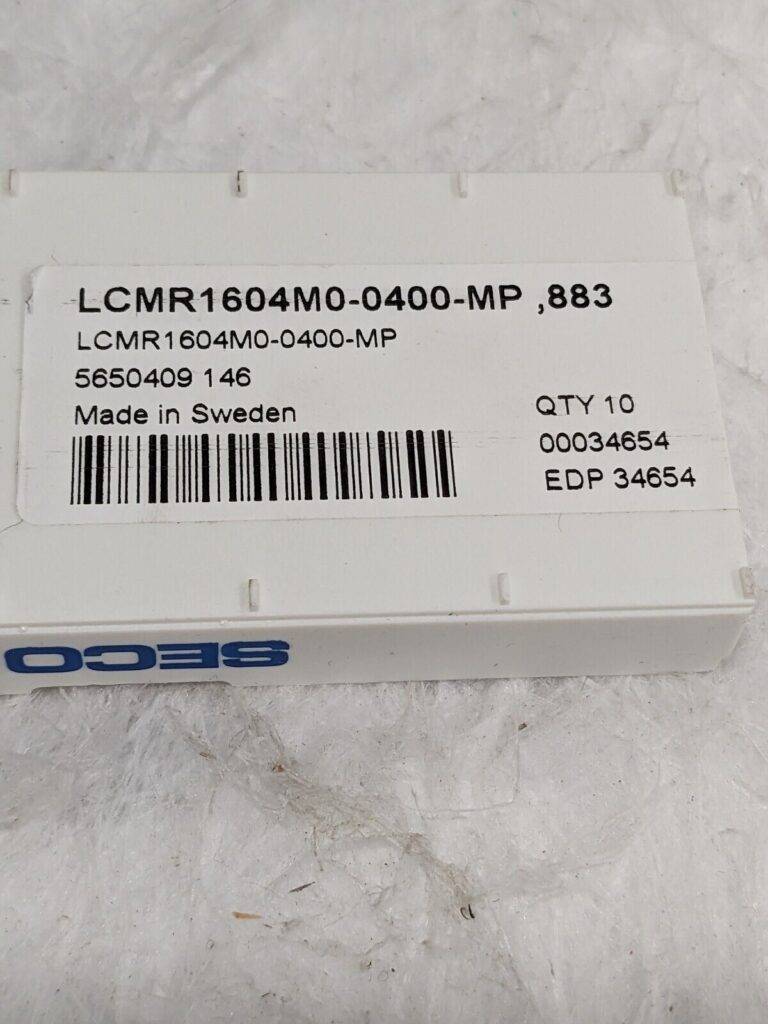 LCMR1604M0-0400-MP ,883
LCMR1604M0-0400-MP
5650409 146
Made in Sweden
QTY 10
00034654
EDP 34654
SECO